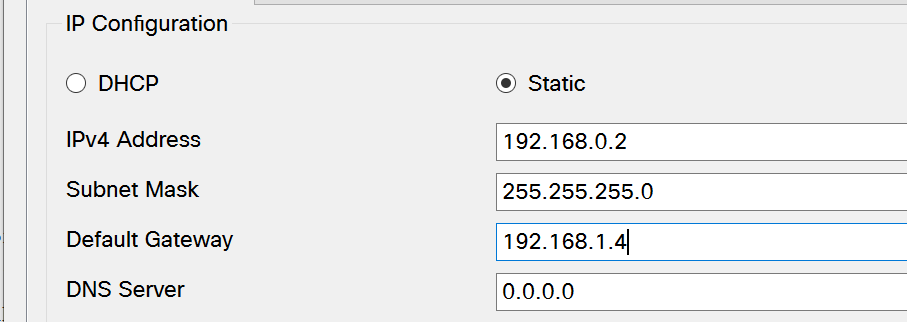 IP Configuration
DHCP Static
IPv4 Address 192.168.0.2
Subnet Mask 255.255.255.0
Default Gateway 192.168.1.4
DNS Server 0.0.0.0